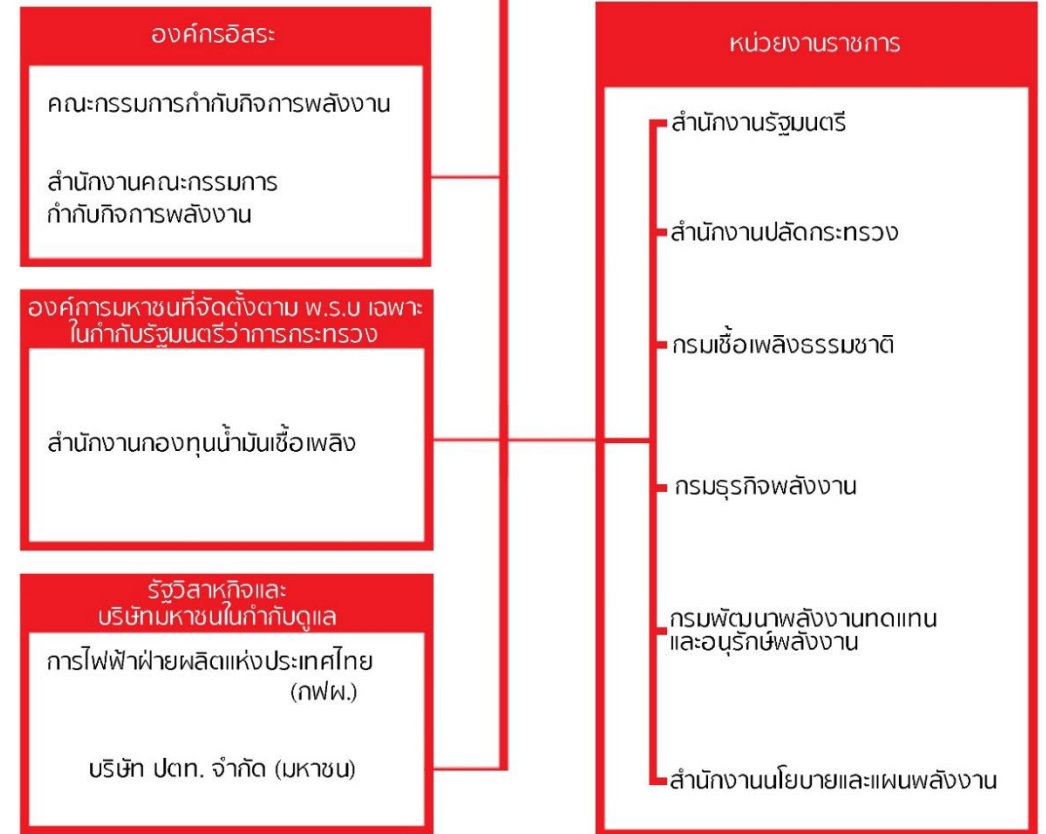 องค์กรอิสระ
คณะกรรมการกำกับกิจการพลังงาน
สำนักงานคณะกรรมการ
กำกับกิจการพลังงาน
องค์การมหาชนที่จัดตั้งตาม พ.ร.บ เฉพาะ
ในกำกับรัฐมนตรีว่าการกระทรวง
สำนักงานกองทุนน้ำมันเชื้อเพลิง
รัฐวิสาหกิจและ
บริษัทมหาชนในกำกับดูแล
การไฟฟ้าฝ่ายผลิตแห่งประเทศไทย
(กฟผ.)
บริษัท ปตท. จำกัด (มหาชน)
หน่วยงานราชการ
สำนักงานรัฐมนตรี
สำนักงานปลัดกระทรวง
กรมเชื้อเพลิงธรรมชาติ
กรมธุรกิจพลังงาน
กรมพัฒนาพลังงานทดแทน
และอนุรักษ์พลังงาน
สำนักงานนโยบายและแผนพลังงาน